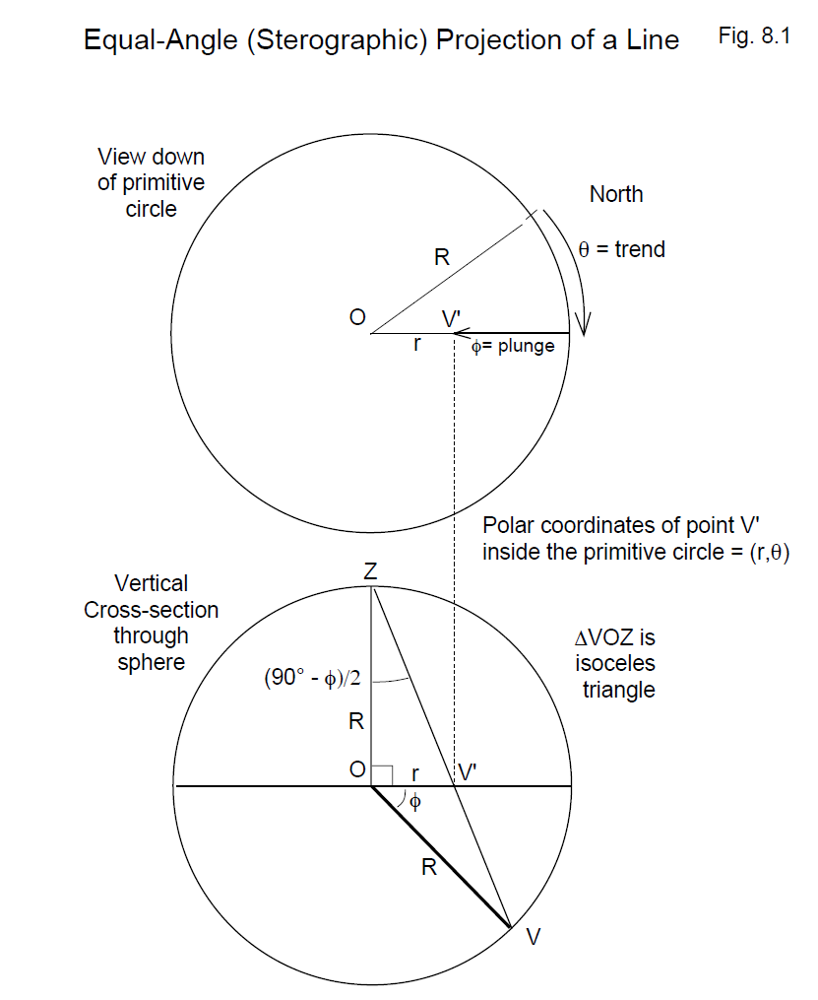 Equal-Angle (Sterographic) Projection of a Line
Fig. 8.1
View down
of primitive
circle
North
θ = trend
R
O
V'
r
ϕ= plunge
Polar coordinates of point V'
inside the primitive circle = (r,θ)
Z
Vertical
Cross-section
through
sphere
ΔVOZ is
isoceles
triangle
(90° - ϕ)/2
R
O
r
V'
ϕ
R
V